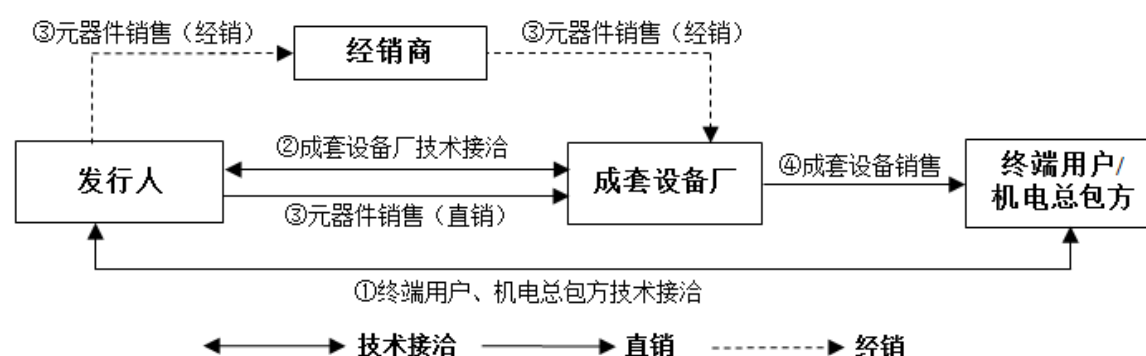 ③元器件销售（经销）
经销商
③元器件销售（经销）
发行人
②成套设备厂技术接洽
③元器件销售（直销）
成套设备厂
④成套设备销售
终端用户/
机电总包方
①终端用户、机电总包方技术接洽
技术接洽
直销
经销